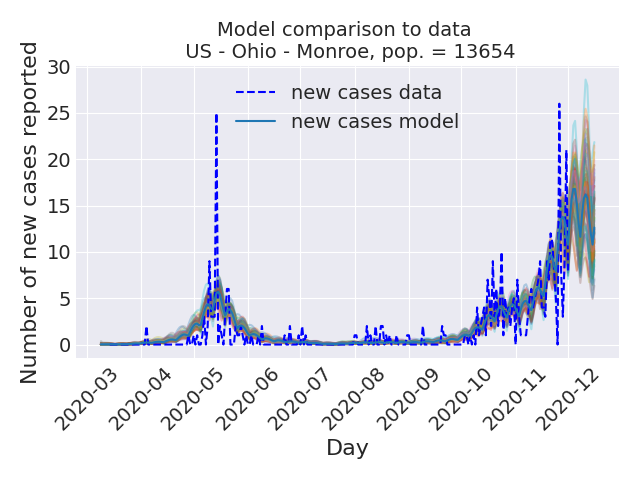 Model comparison to data
US - Ohio - Monroe, pop. = 13654
new cases data
new cases model
Number of new cases reported
30
25
20
15
10
5
0
2020-03
2020-04
2020-05
2020-06
2020-07
2020-08
2020-09
2020-10
2020-11
2020-12
Day